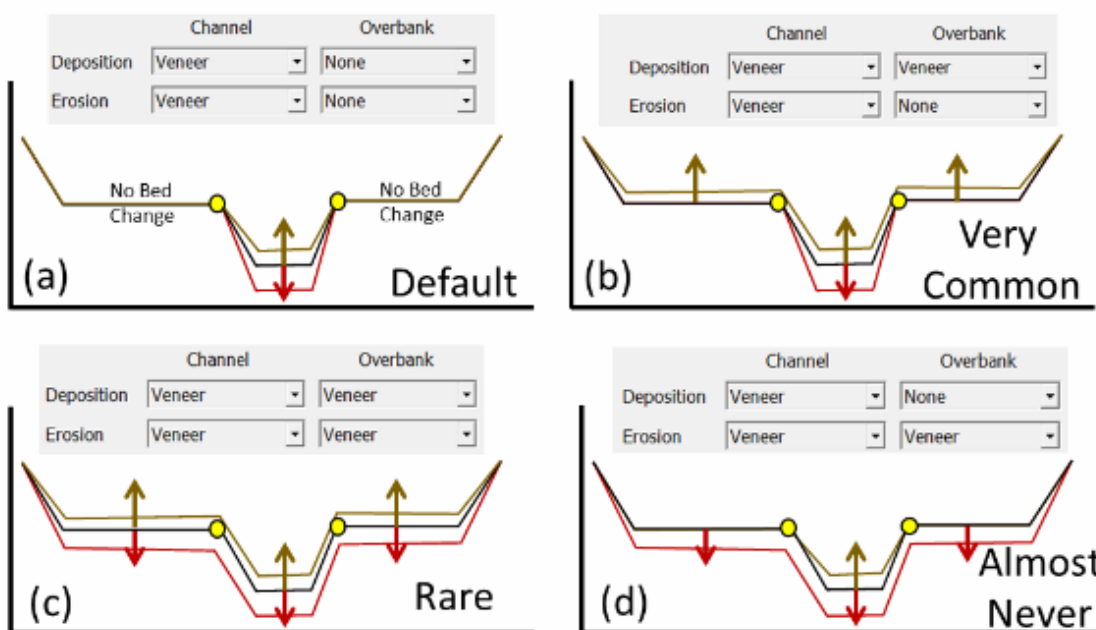 Channel Overbank
Deposition Veneer None
Erosion Veneer None
No Bed
Change
No Bed
Change
(a)
Default
Channel Overbank
Deposition Veneer Veneer
Erosion Veneer None
(b)
Very
Common
Channel Overbank
Deposition Veneer Veneer
Erosion Veneer Veneer
(c)
Rare
Channel Overbank
Deposition Veneer None
Erosion Veneer Veneer
(d)
Almost
Never